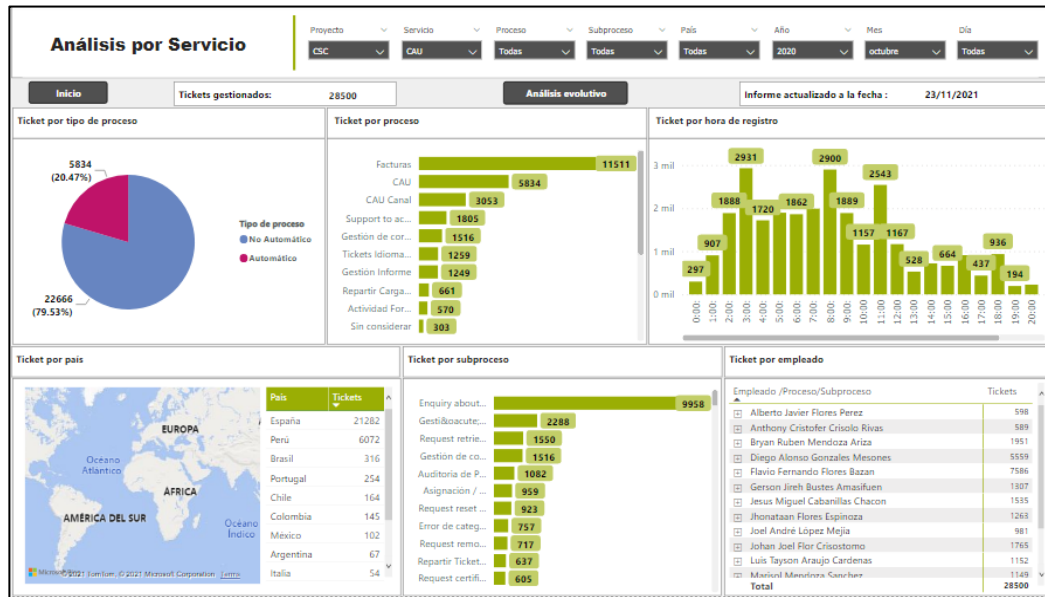 Análisis por Servicio
Proyecto Servicio Proceso Subproceso País Año Mes Día
CSC CAU Todas Todas Todas 2020 octubre Todas
Inicio Tickets gestionados: 28500 Análisis evolutivo Informe actualizado a la fecha : 23/11/2021
Ticket por tipo de proceso
5834
(20.47%)
22666
(79.53%)
Tipo de proceso
No Automático
Automático
Ticket por proceso
Facturas 11511
CAU 5834
CAU Canal 3053
Support to ac... 1805
Gestión de cor... 1516
Tickets Idioma... 1259
Gestión Informe 1249
Repartir Carga... 661
Actividad For... 570
Sin considerar 303
Ticket por hora de registro
3 mil
2 mil
1 mil
0 mil
297 907 1888 2931 1720 1862 2900 1889 1157 2543 1167 528 664 437 936 194
0:00: 1:00: 2:00: 3:00: 4:00: 5:00: 6:00: 7:00: 8:00: 9:00: 10:00 11:00 12:00 13:00 14:00 15:00 16:00 17:00 18:00 19:00 20:00
Ticket por país
EUROPA
Océano
Atlántico
ÁFRICA
AMÉRICA DEL SUR
Océano
Índico
© 2021 TomTom, © 2021 Microsoft Corporation Terms
País Tickets
España 21282
Perú 6072
Brasil 316
Portugal 254
Chile 164
Colombia 145
México 102
Argentina 67
Italia 54
Ticket por subproceso
Enquiry about... 9958
Gesti&oacute;... 2288
Request retrie... 1550
Gestion de co... 1516
Auditoria de P... 1082
Asignación / ... 959
Request reset ... 923
Error de categ... 757
Request remo... 717
Repartir Ticket... 637
Request certifi... 605
Ticket por empleado
Empleado /Proceso/Subproceso Tickets
Alberto Javier Flores Perez 598
Anthony Cristofer Crisolo Rivas 589
Bryan Ruben Mendoza Ariza 1951
Diego Alonso Gonzales Mesones 5559
Flavio Fernando Flores Bazan 7586
Gerson Jireh Bustes Amasifuen 1307
Jesus Miguel Cabanillas Chacon 1535
Jhonataan Flores Espinoza 1263
Joel André López Mejia 981
Johan Joel Flor Crisostomo 1765
Luis Tayson Araujo Cardenas 1152
Marisol Mendoza Sanchez 1149
Total 28500